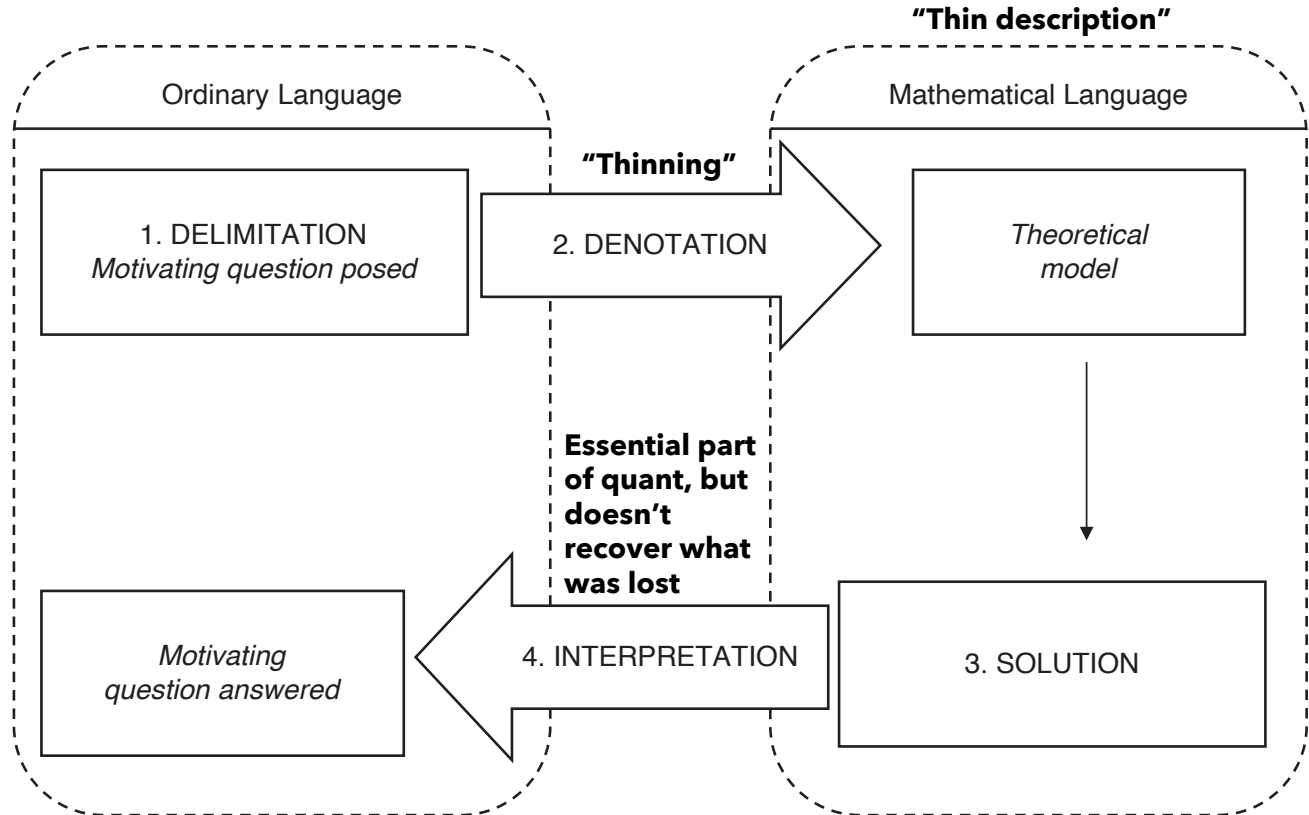 “Thin description”
Ordinary Language
Mathematical Language
“Thinning”
1. DELIMITATION
Motivating question posed
2. DENOTATION
Theoretical
model
Essential part
of quant, but
doesn’t
recover what
was lost
Motivating
question answered
4. INTERPRETATION
3. SOLUTION